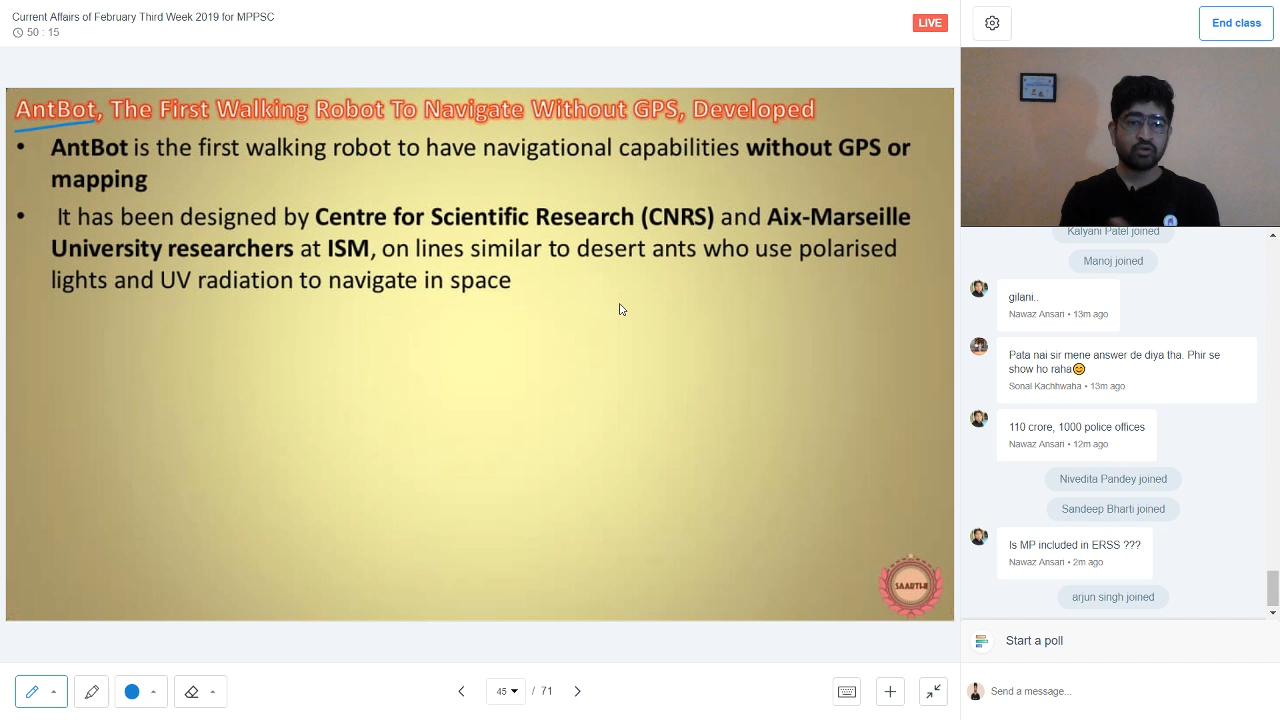 Current Affairs of February Third Week 2019 for MPPSC
50 : 15
LIVE
End class
AntBot, The First Walking Robot To Navigate Without GPS, Developed
• AntBot is the first walking robot to have navigational capabilities without GPS or
mapping
• It has been designed by Centre for Scientific Research (CNRS) and Aix-Marseille
University researchers at ISM, on lines similar to desert ants who use polarised
lights and UV radiation to navigate in space
SAARTHI
Kalyani Patel joined
Manoj joined
gilani..
Nawaz Ansari • 13m ago
Pata nai sir mene answer de diya tha. Phir se
show ho raha😊
Sonal Kachhwaha • 13m ago
110 crore, 1000 police offices
Nawaz Ansari • 12m ago
Nivedita Pandey joined
Sandeep Bharti joined
Is MP included in ERSS ???
Nawaz Ansari • 2m ago
arjun singh joined
Start a poll
Send a message...
45 / 71